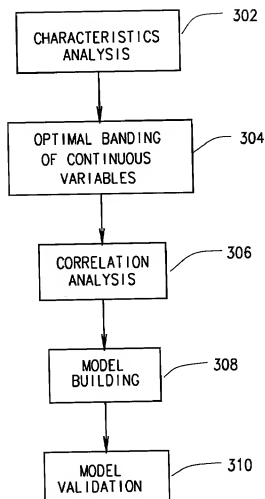 CHARACTERISTICS
ANALYSIS
302
OPTIMAL BANDING
OF CONTINUOUS
VARIABLES
304
CORRELATION
ANALYSIS
306
MODEL
BUILDING
308
MODEL
VALIDATION
310